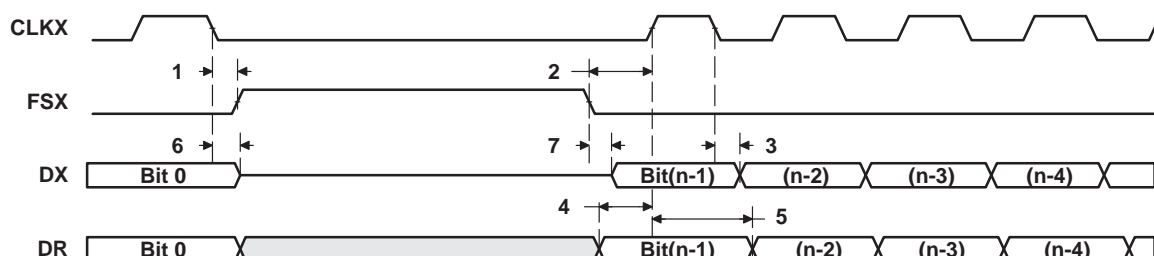 CLKX
1 2
FSX
6 7 3
DX Bit 0 Bit(n-1) (n-2) (n-3) (n-4)
4 5
DR Bit 0 Bit(n-1) (n-2) (n-3) (n-4)